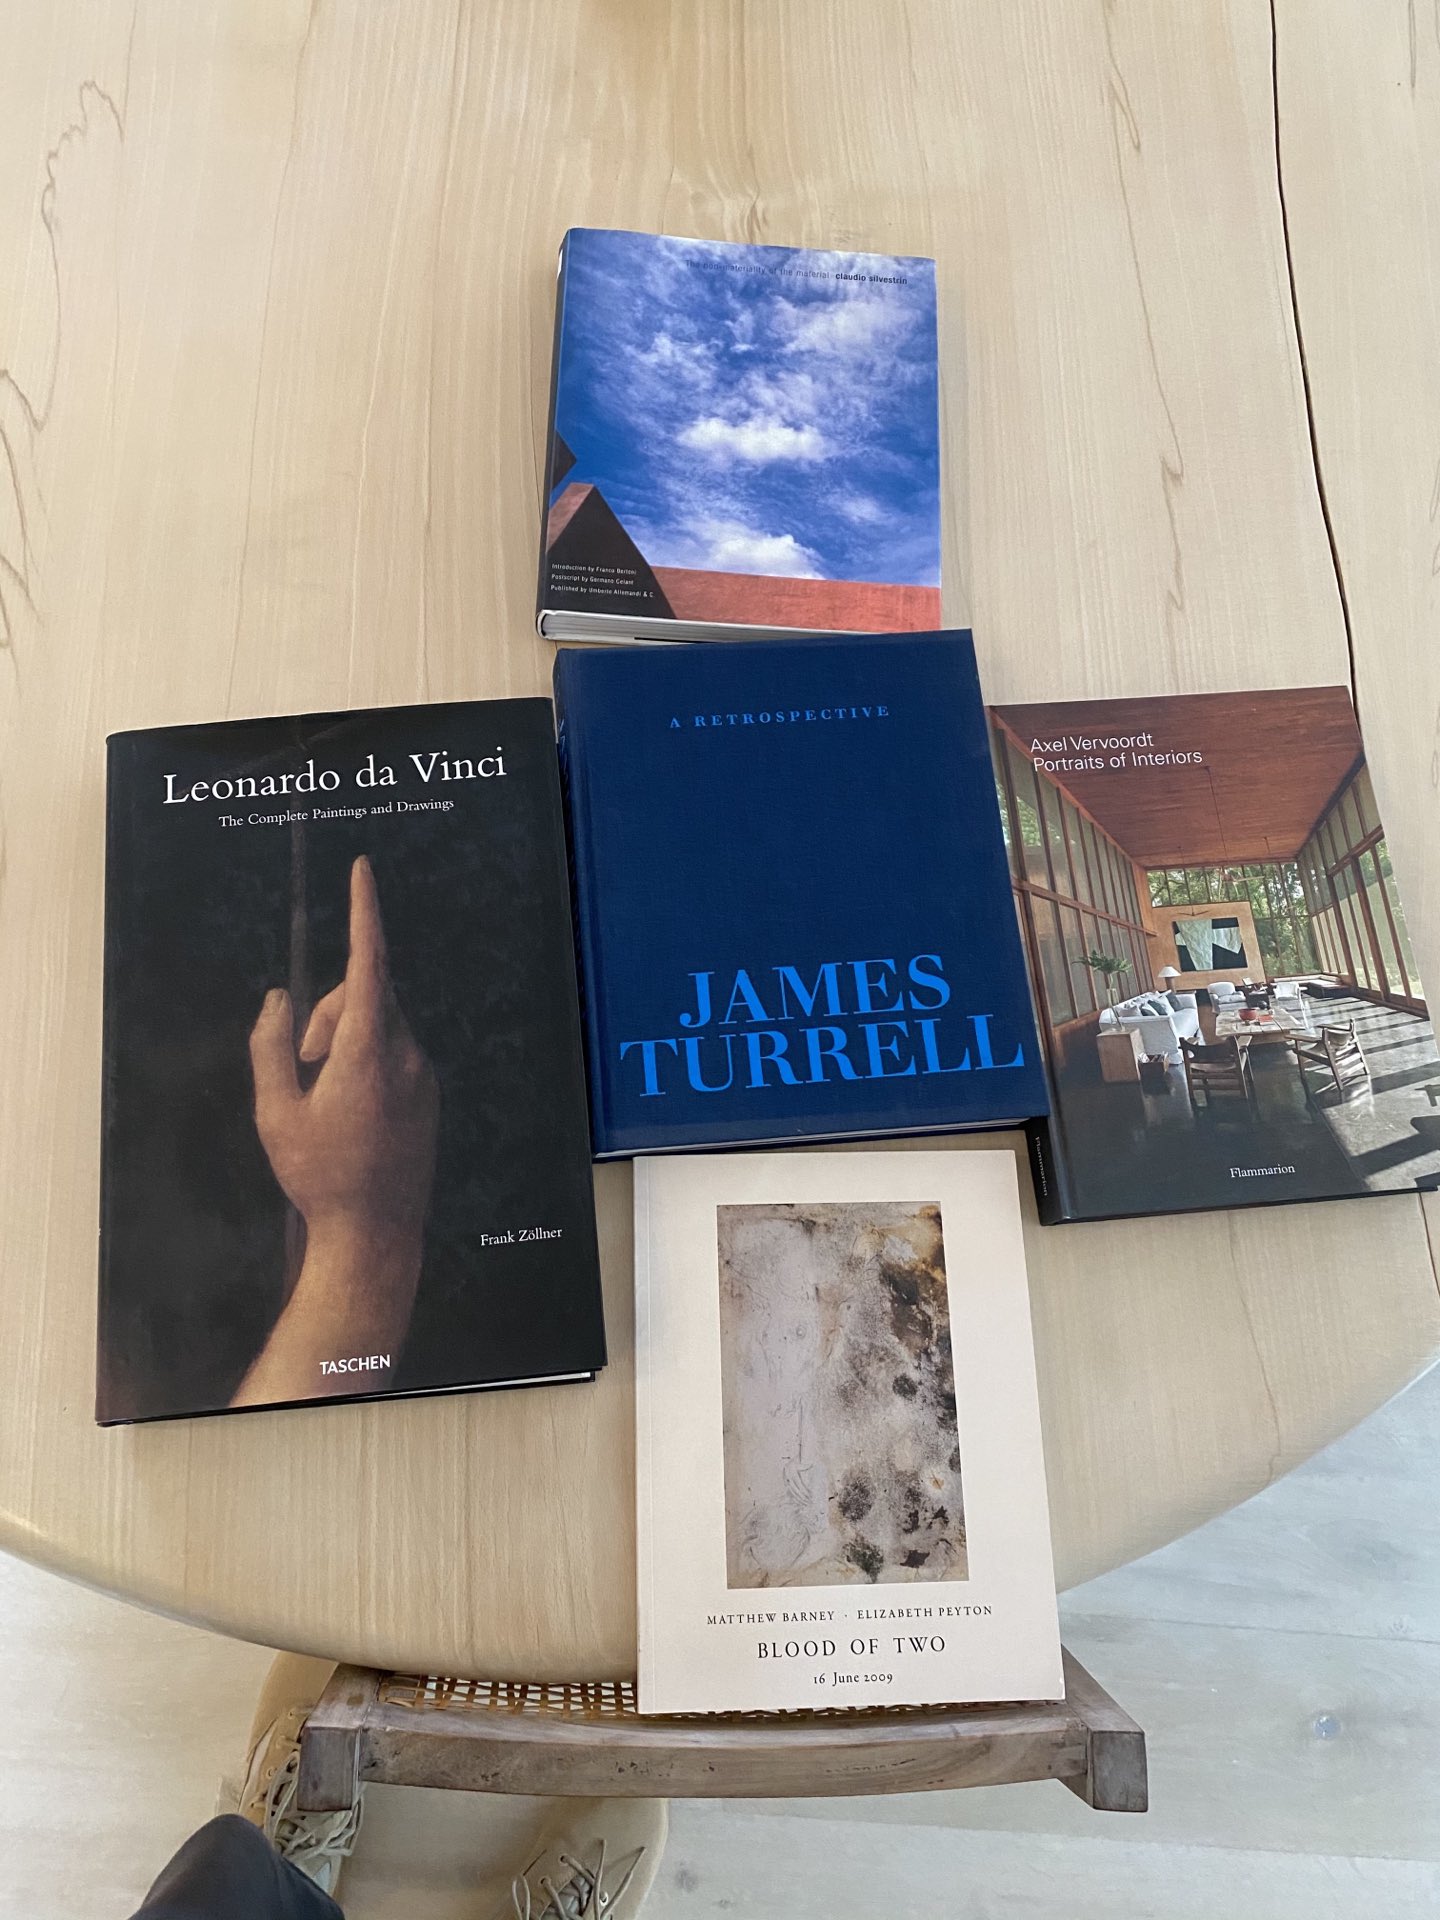 The non-materiality of the material claudio silvestrin
Introduction by Franco Bertoni
Postscript by Germano Celant
Published by Umberto Allemandi & C.
A RETROSPECTIVE
JAMES
TURRELL
Leonardo da Vinci
The Complete Paintings and Drawings
Frank Zöllner
TASCHEN
Axel Vervoordt
Portraits of Interiors
Flammarion
Flammarion
MATTHEW BARNEY · ELIZABETH PEYTON
BLOOD OF TWO
16 June 2009